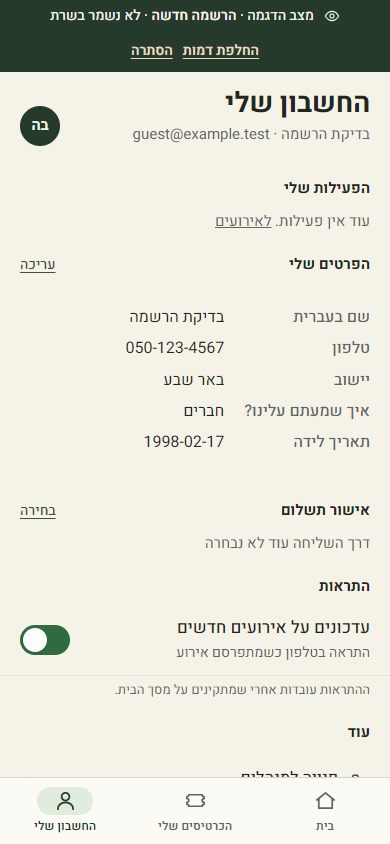 מצב הדגמה · הרשמה חדשה · לא נשמר בשרת
החלפת דמות הסתרה
החשבון שלי
בדיקת הרשמה · guest@example.test
בה
הפעילות שלי
עוד אין פעילות. לאירועים
הפרטים שלי
עריכה
שם בעברית בדיקת הרשמה
טלפון 050-123-4567
יישוב באר שבע
איך שמעתם עלינו? חברים
תאריך לידה 1998-02-17
אישור תשלום
בחירה
דרך השליחה עוד לא נבחרה
התראות
עדכונים על אירועים חדשים
התראה בטלפון כשמתפרסם אירוע
ההתראות עובדות אחרי שמתקינים על מסך הבית.
עוד
בית
הכרטיסים שלי
החשבון שלי